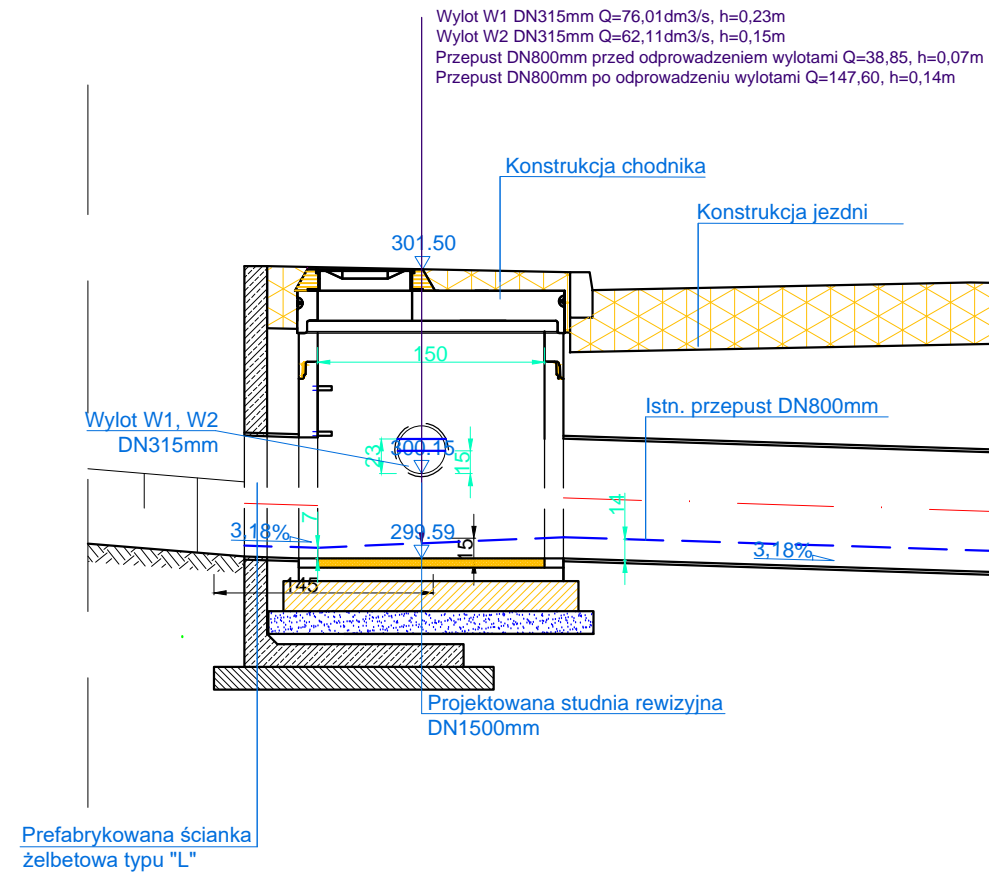 Wylot W1 DN315mm Q=76,01dm3/s, h=0,23m
Wylot W2 DN315mm Q=62,11dm3/s, h=0,15m
Przepust DN800mm przed odprowadzeniem wylotami Q=38,85, h=0,07m
Przepust DN800mm po odprowadzeniu wylotami Q=147,60, h=0,14m
Konstrukcja chodnika
Konstrukcja jezdni
301.50
150
Istn. przepust DN800mm
Wylot W1, W2
DN315mm
23
300.15
15
14
7
3,18%
299.59
15
3,18%
145
Projektowana studnia rewizyjna
DN1500mm
Prefabrykowana ścianka
żelbetowa typu "L"